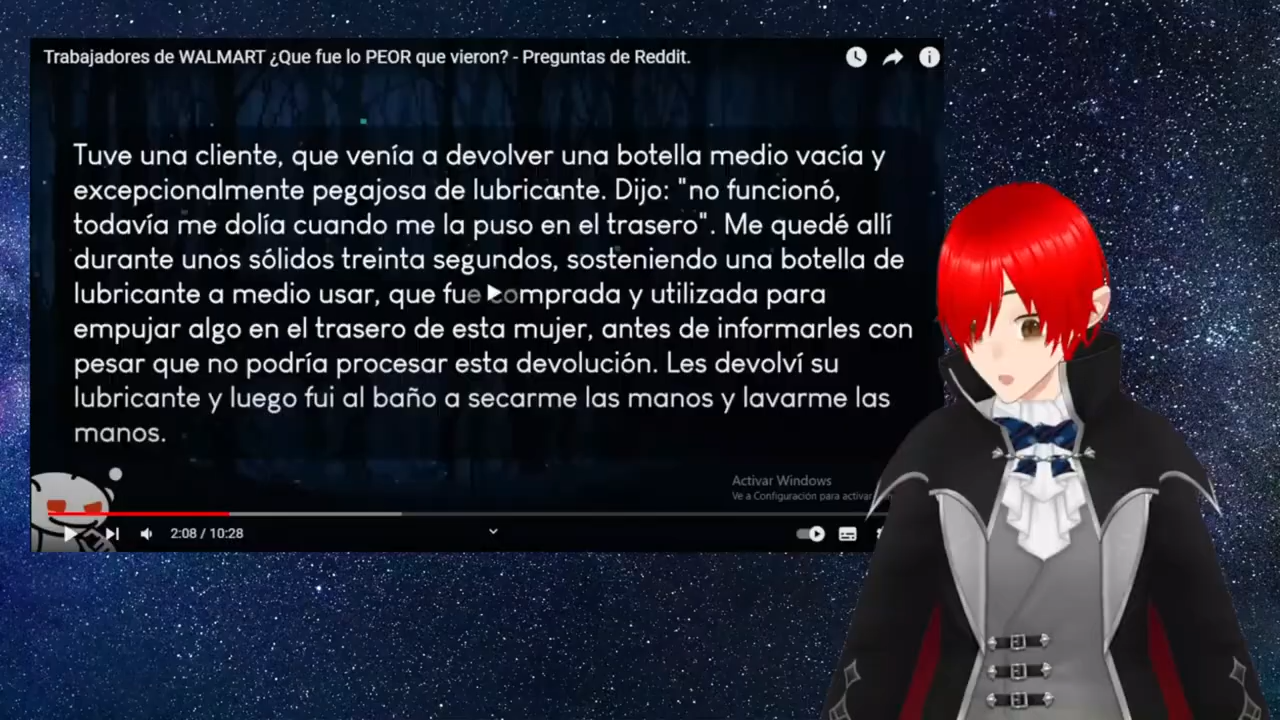 Trabajadores de WALMART ¿Que fue lo PEOR que vieron? - Preguntas de Reddit.
Tuve una cliente, que venía a devolver una botella medio vacía y
excepcionalmente pegajosa de lubricante. Dijo: "no funcionó,
todavía me dolía cuando me la puso en el trasero". Me quedé allí
durante unos sólidos treinta segundos, sosteniendo una botella de
lubricante a medio usar, que fue comprada y utilizada para
empujar algo en el trasero de esta mujer, antes de informarles con
pesar que no podría procesar esta devolución. Les devolví su
lubricante y luego fui al baño a secarme las manos y lavarme las
manos.
Activar Windows
Ve a Configuración para activar
2:08 / 10:28